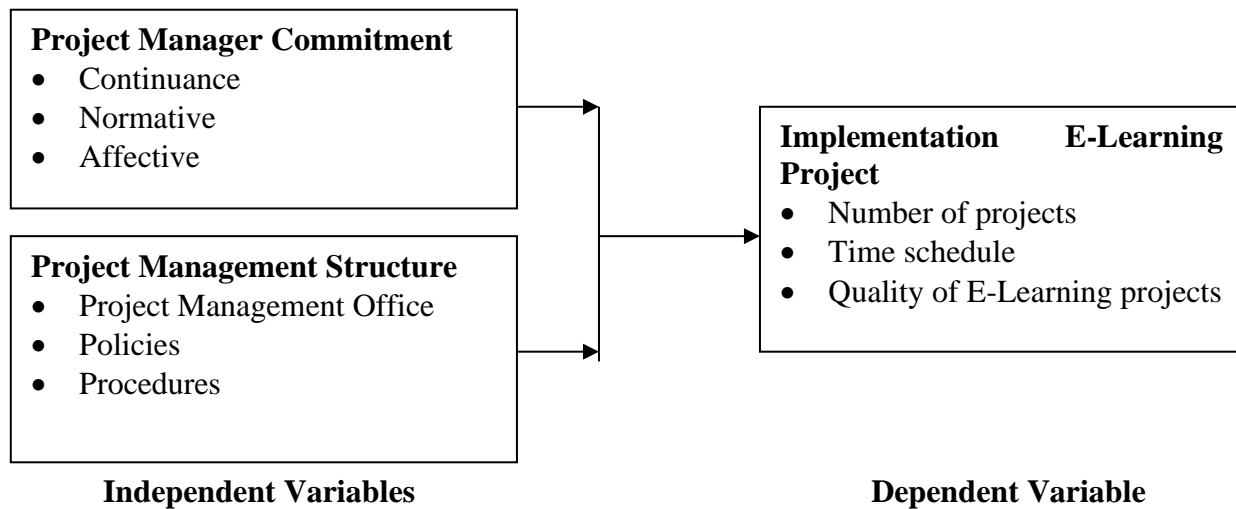 Project Manager Commitment
• Continuance
• Normative
• Affective
Project Management Structure
• Project Management Office
• Policies
• Procedures
Independent Variables
Implementation E-Learning
Project
• Number of projects
• Time schedule
• Quality of E-Learning projects
Dependent Variable